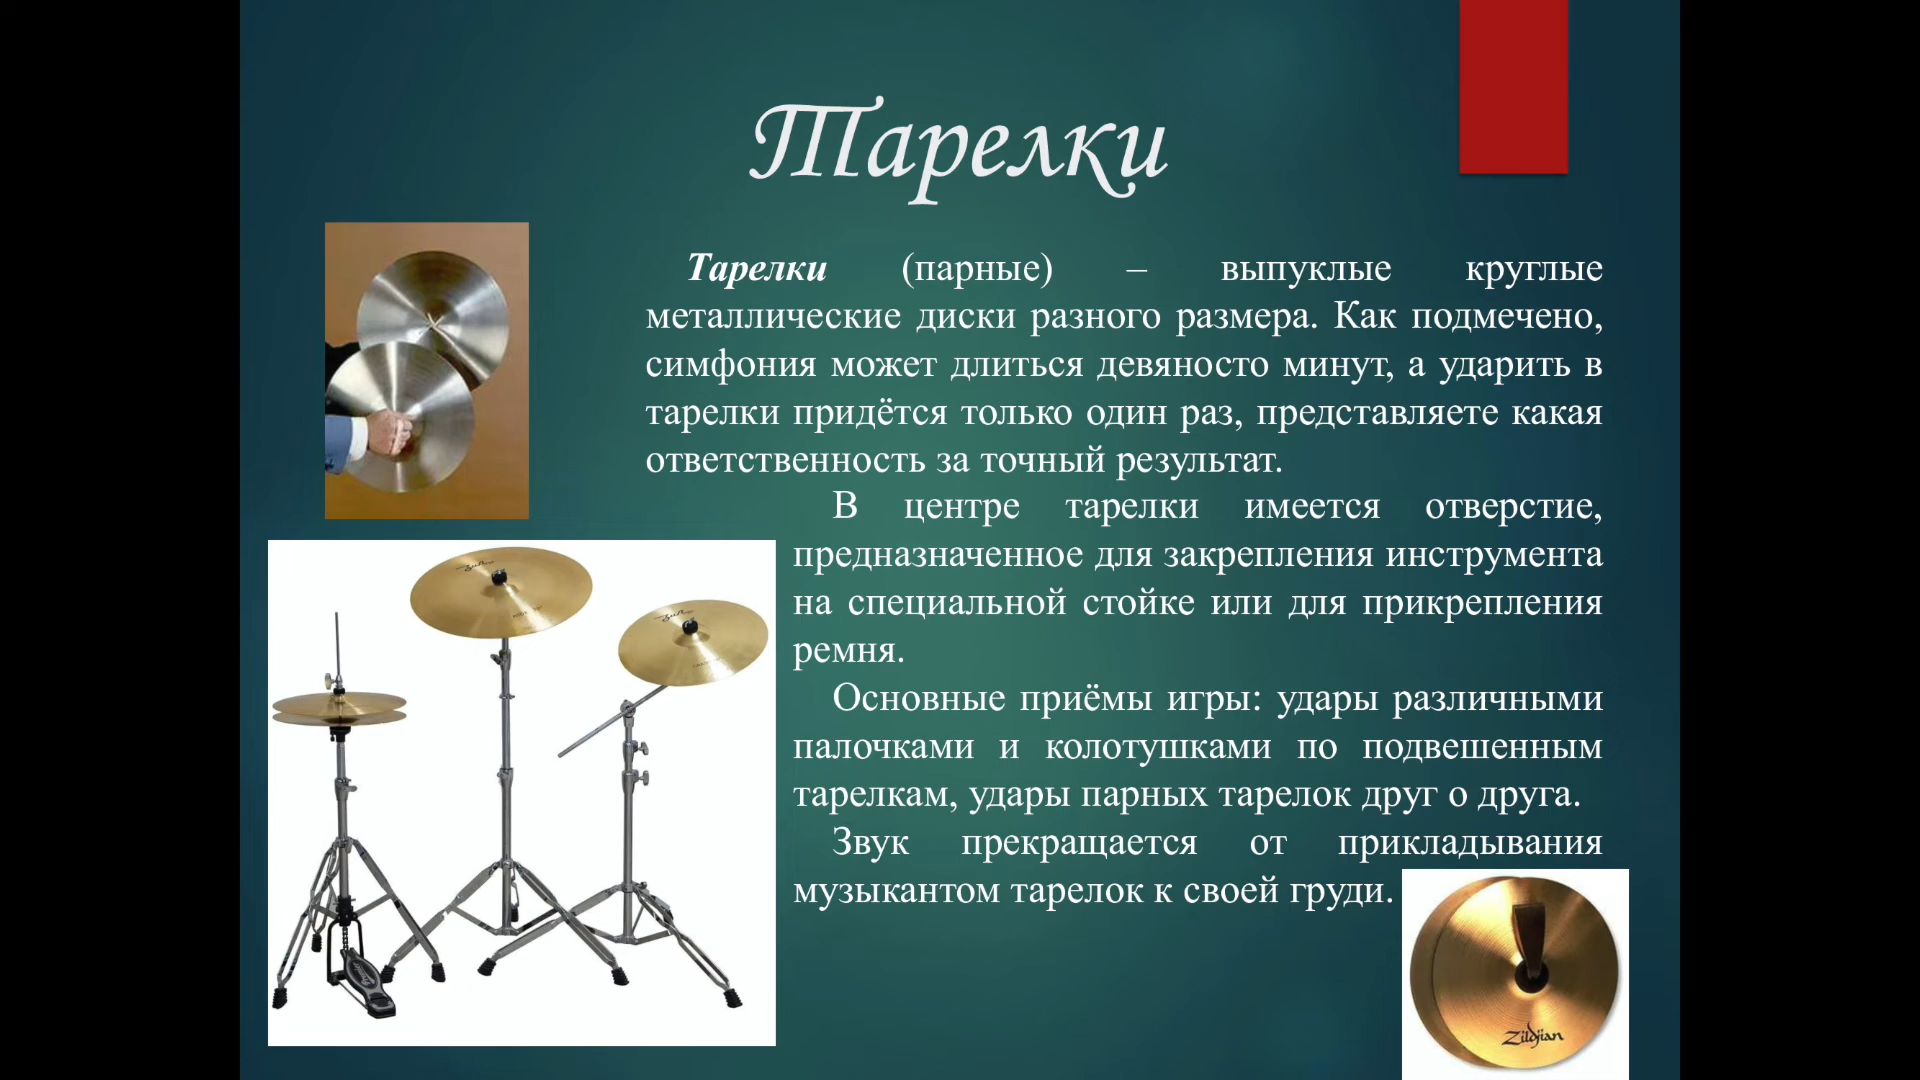 Тарелки
Тарелки (парные) – выпуклые круглые
металлические диски разного размера. Как подмечено,
симфония может длиться девяносто минут, а ударить в
тарелки придётся только один раз, представляете какая
ответственность за точный результат.
В центре тарелки имеется отверстие,
предназначенное для закрепления инструмента
на специальной стойке или для прикрепления
ремня.
Основные приёмы игры: удары различными
палочками и колотушками по подвешенным
тарелкам, удары парных тарелок друг о друга.
Звук прекращается от прикладывания
музыкантом тарелок к своей груди.
Zildjian